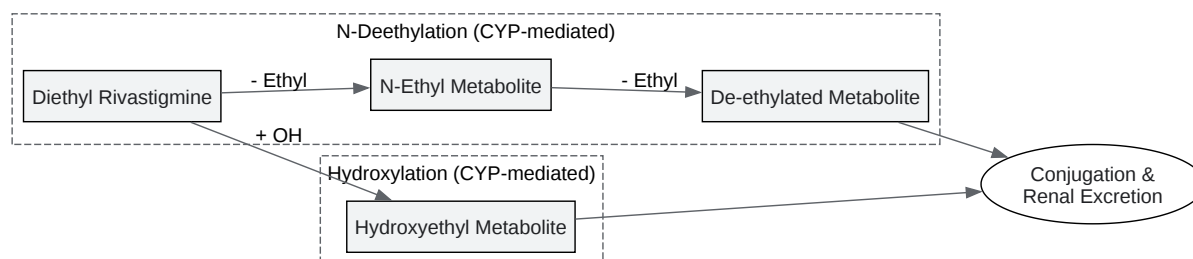 N-Deethylation (CYP-mediated)
Diethyl Rivastigmine
- Ethyl
N-Ethyl Metabolite
- Ethyl
De-ethylated Metabolite
+ OH
Hydroxylation (CYP-mediated)
Hydroxyethyl Metabolite
Conjugation &
Renal Excretion